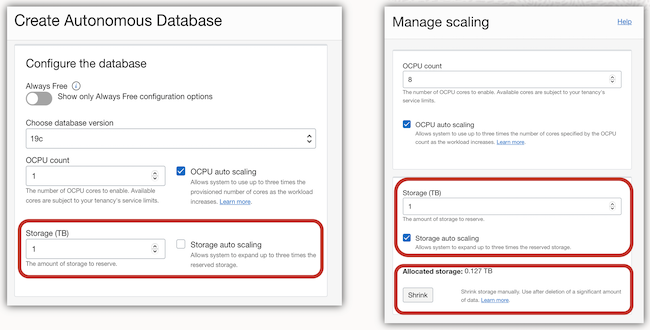 Create Autonomous Database
Configure the database
Always Free
Show only Always Free configuration options
Choose database version
19c
OCPU count
1
The number of OCPU cores to enable. Available
cores are subject to your tenancy's service limits.
OCPU auto scaling
Allows system to use up to three times the
provisioned number of cores as the workload
increases. Learn more.
Storage (TB)
1
The amount of storage to reserve.
Storage auto scaling
Allows system to expand up to three times the
reserved storage.
Manage scaling
Help
OCPU count
8
The number of OCPU cores to enable. Available cores are subject to your tenancy's
service limits.
OCPU auto scaling
Allows system to use up to three times the number of cores specified by the OCPU
count as the workload increases. Learn more.
Storage (TB)
1
The amount of storage to reserve.
Storage auto scaling
Allows system to expand up to three times the reserved storage.
Allocated storage: 0.127 TB
Shrink
Shrink storage manually. Use after deletion of a significant amount
of data. Learn more.